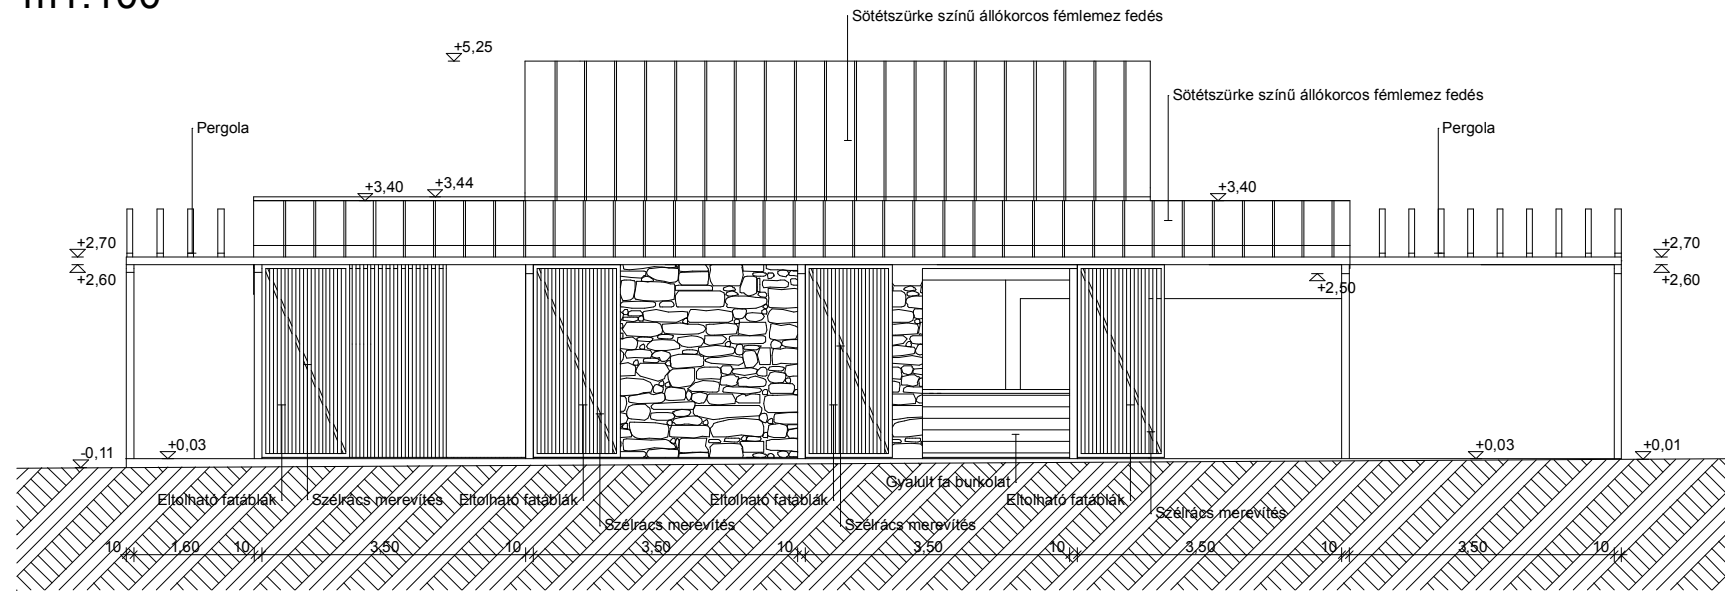 m1:100
Sötétszürke színű állókorcos fémlemez fedés
+5,25
Sötétszürke színű állókorcos fémlemez fedés
Pergola
Pergola
+3,40
+3,44
+3,40
+2,70
+2,70
+2,60
+2,50
+2,60
-0,11
+0,03
+0,03
+0,01
Gyalult fa burkolat
Eltolható fatáblák
Szélrács merevítés
Eltolható fatáblák
Eltolható fatáblák
Eltolható fatáblák
Szélrács merevítés
Szélrács merevítés
Szélrács merevítés
10 1,60 10 3,50 10 3,50 10 3,50 10 3,50 10 3,50 10